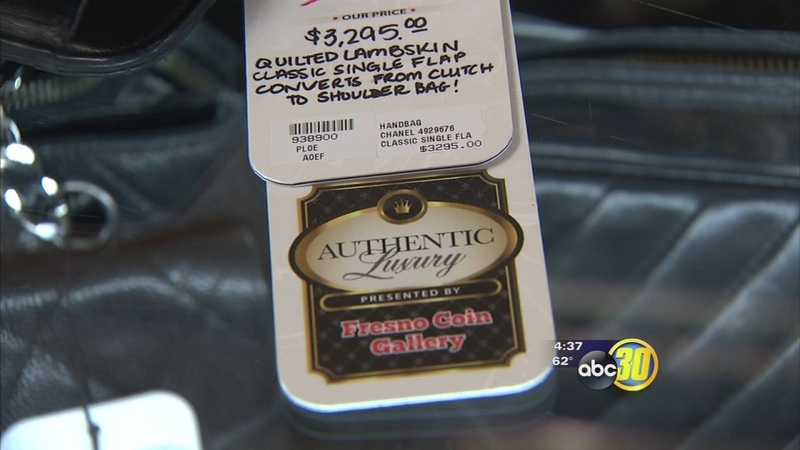 • OUR PRICE •
$3,295.00
QUILTED LAMBSKIN
CLASSIC SINGLE FLAP
CONVERTS FROM CLUTCH
TO SHOULDER BAG!
938900
PLOE
AOEF
HANDBAG
CHANEL 4929676
CLASSIC SINGLE FLA
$3295.00
AUTHENTIC
Luxury
PRESENTED BY
Fresno Coin
Gallery
4:37
62°
abc 30